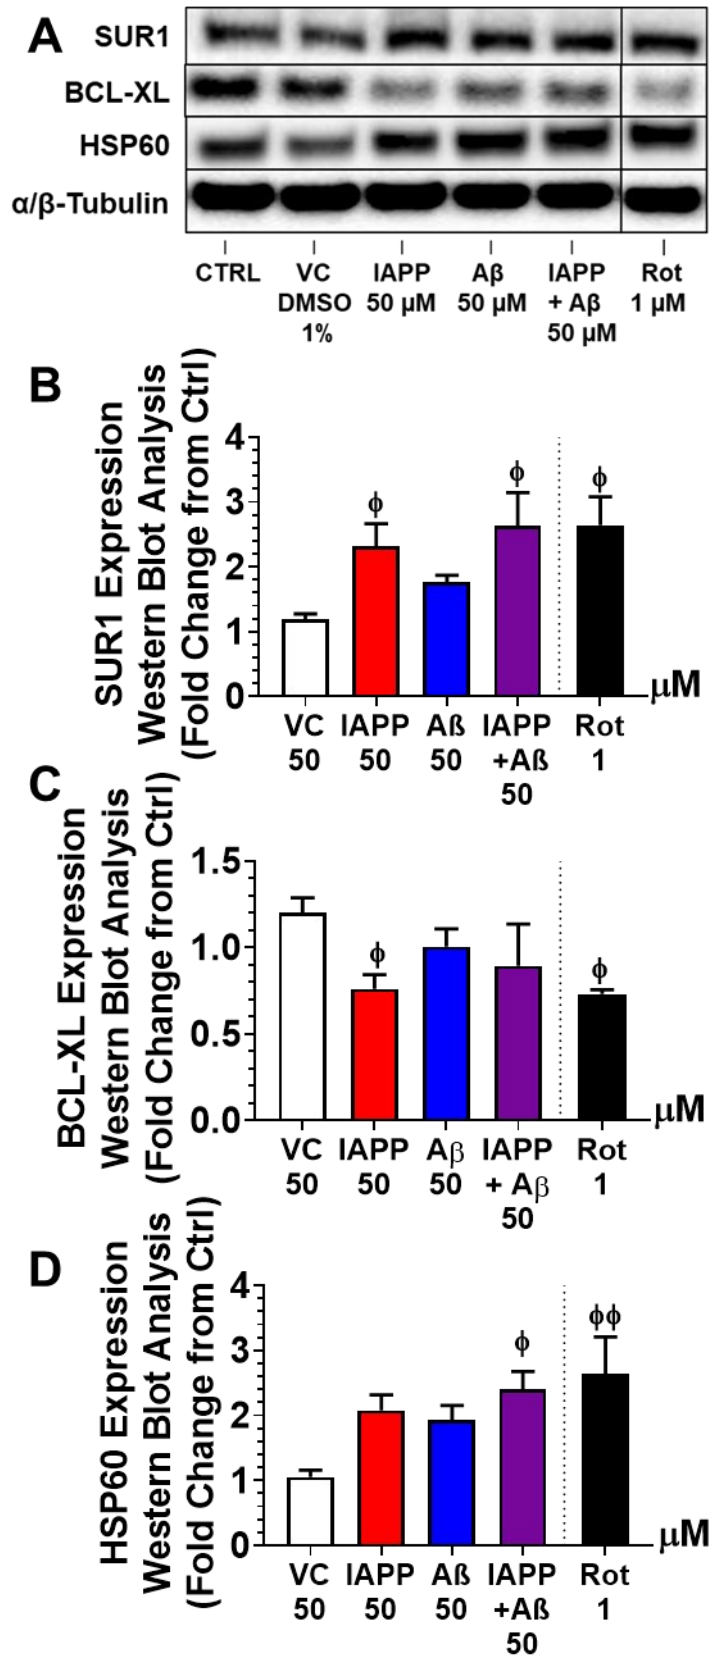 A
SUR1
BCL-XL
HSP60
α/β-Tubulin
CTRL VC IAPP Aβ IAPP Rot
DMSO 50 µM 50 µM + Aβ 1 µM
1% 50 µM
B
SUR1 Expression
Western Blot Analysis
(Fold Change from Ctrl)
4
3
2
1
0
ϕ
ϕ
ϕ
µM
VC IAPP Aß IAPP Rot
50 50 50 +Aß 1
50
C
BCL-XL Expression
Western Blot Analysis
(Fold Change from Ctrl)
1.5
1.0
0.5
0.0
ϕ
ϕ
µM
VC IAPP Aβ IAPP Rot
50 50 50 + Aβ 1
50
D
HSP60 Expression
Western Blot Analysis
(Fold Change from Ctrl)
4
3
2
1
0
ϕ
ϕϕ
µM
VC IAPP Aß IAPP Rot
50 50 50 +Aß 1
50